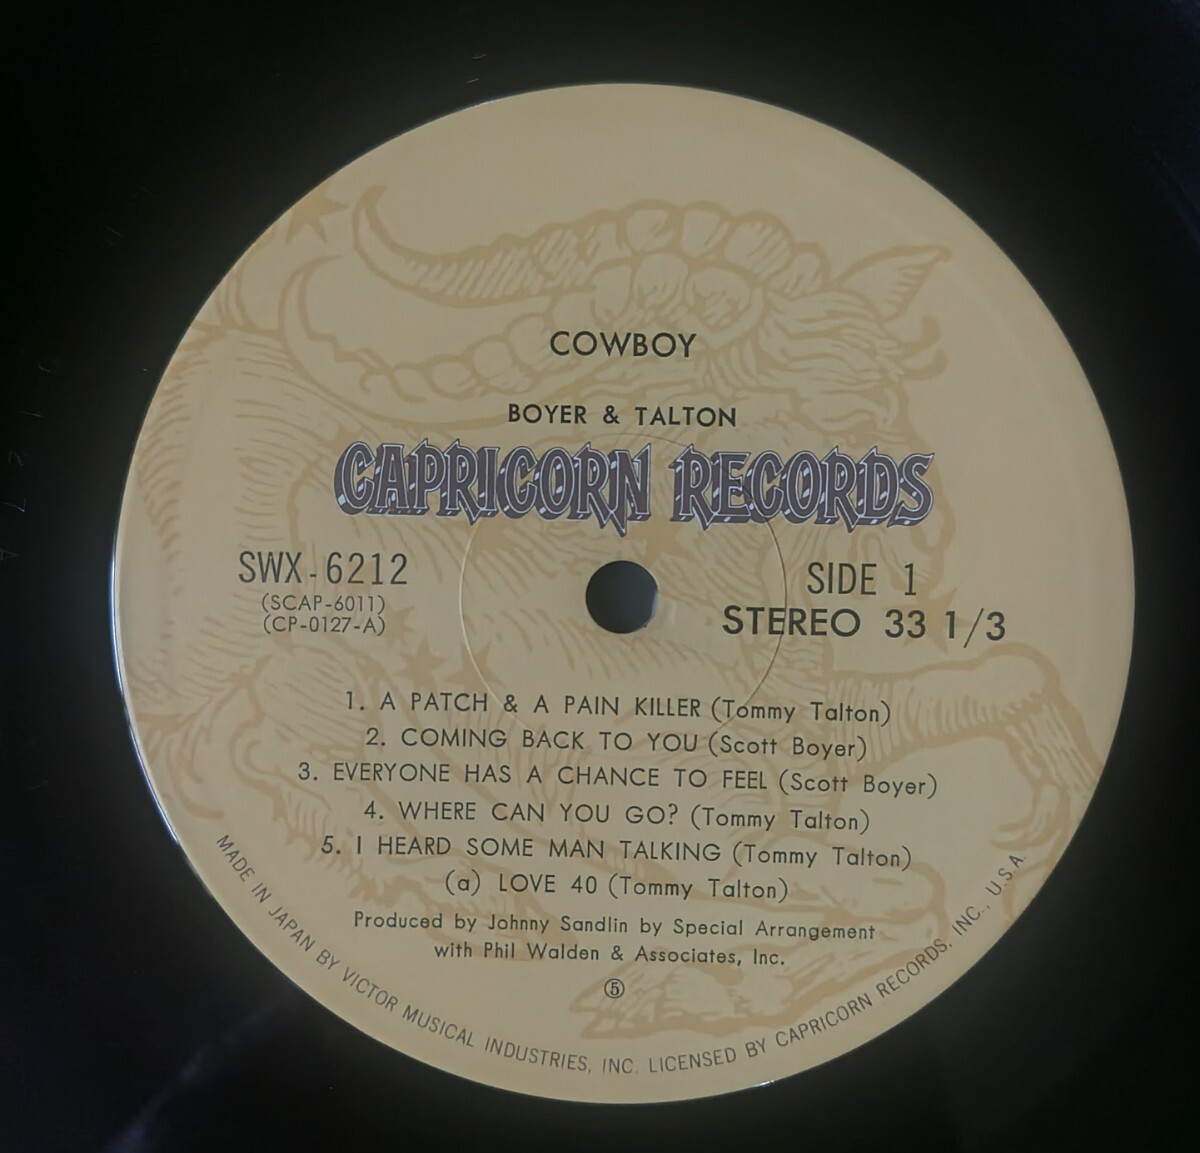 COWBOY
BOYER & TALTON
CAPRICORN RECORDS
SWX-6212
(SCAP-6011)
(CP-0127-A)
SIDE 1
STEREO 33 1/3
1. A PATCH & A PAIN KILLER (Tommy Talton)
2. COMING BACK TO YOU (Scott Boyer)
3. EVERYONE HAS A CHANCE TO FEEL (Scott Boyer)
4. WHERE CAN YOU GO? (Tommy Talton)
5. I HEARD SOME MAN TALKING (Tommy Talton)
(a) LOVE 40 (Tommy Talton)
Produced by Johnny Sandlin by Special Arrangement
with Phil Walden & Associates, Inc.
⑤
MADE IN JAPAN BY VICTOR MUSICAL INDUSTRIES, INC. LICENSED BY CAPRICORN RECORDS, INC., U.S.A.